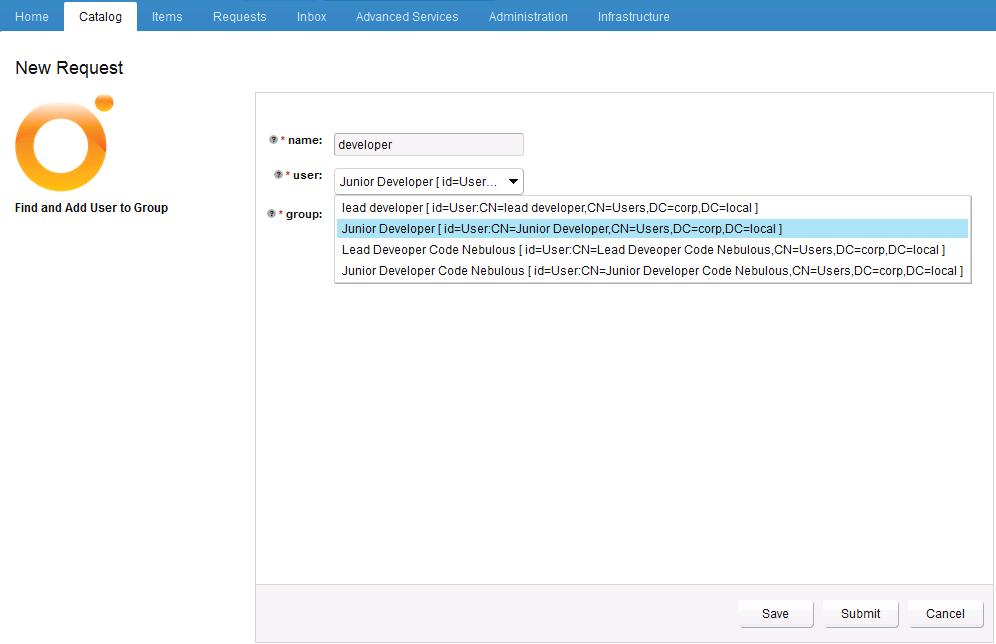 Home Catalog Items Requests Inbox Advanced Services Administration Infrastructure
New Request
Find and Add User to Group
* name: developer
* user: Junior Developer [ id=User...
* group:
lead developer [ id=User:CN=lead developer,CN=Users,DC=corp,DC=local ]
Junior Developer [ id=User:CN=Junior Developer,CN=Users,DC=corp,DC=local ]
Lead Deveoper Code Nebulous [ id=User:CN=Lead Deveoper Code Nebulous,CN=Users,DC=corp,DC=local ]
Junior Developer Code Nebulous [ id=User:CN=Junior Developer Code Nebulous,CN=Users,DC=corp,DC=local ]
Save Submit Cancel